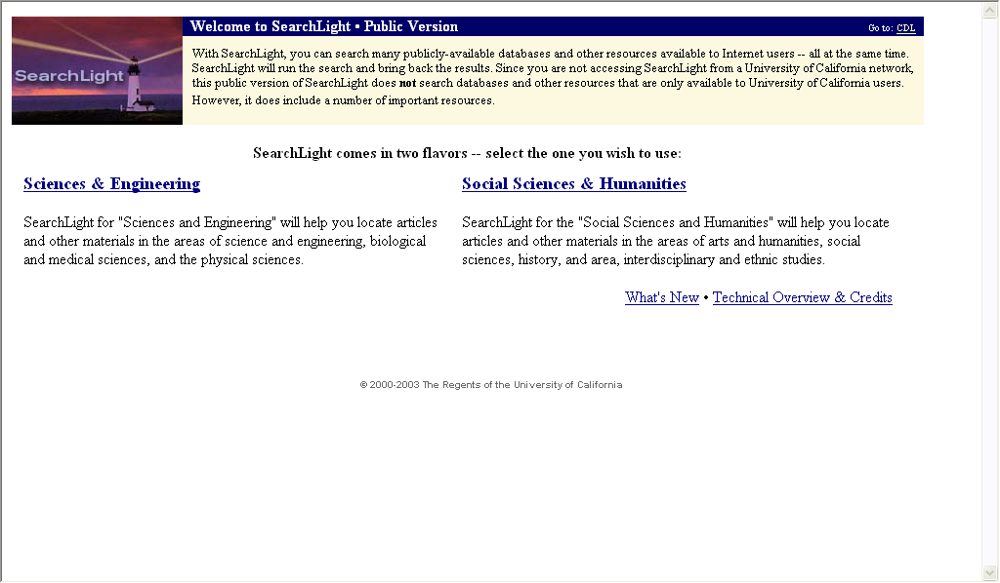 SearchLight
Welcome to SearchLight • Public Version
Go to: CDL
With SearchLight, you can search many publicly-available databases and other resources available to Internet users -- all at the same time.
SearchLight will run the search and bring back the results. Since you are not accessing SearchLight from a University of California network,
this public version of SearchLight does not search databases and other resources that are only available to University of California users.
However, it does include a number of important resources.
SearchLight comes in two flavors -- select the one you wish to use:
Sciences & Engineering
SearchLight for "Sciences and Engineering" will help you locate articles
and other materials in the areas of science and engineering, biological
and medical sciences, and the physical sciences.
Social Sciences & Humanities
SearchLight for the "Social Sciences and Humanities" will help you locate
articles and other materials in the areas of arts and humanities, social
sciences, history, and area, interdisciplinary and ethnic studies.
What's New • Technical Overview & Credits
© 2000-2003 The Regents of the University of California